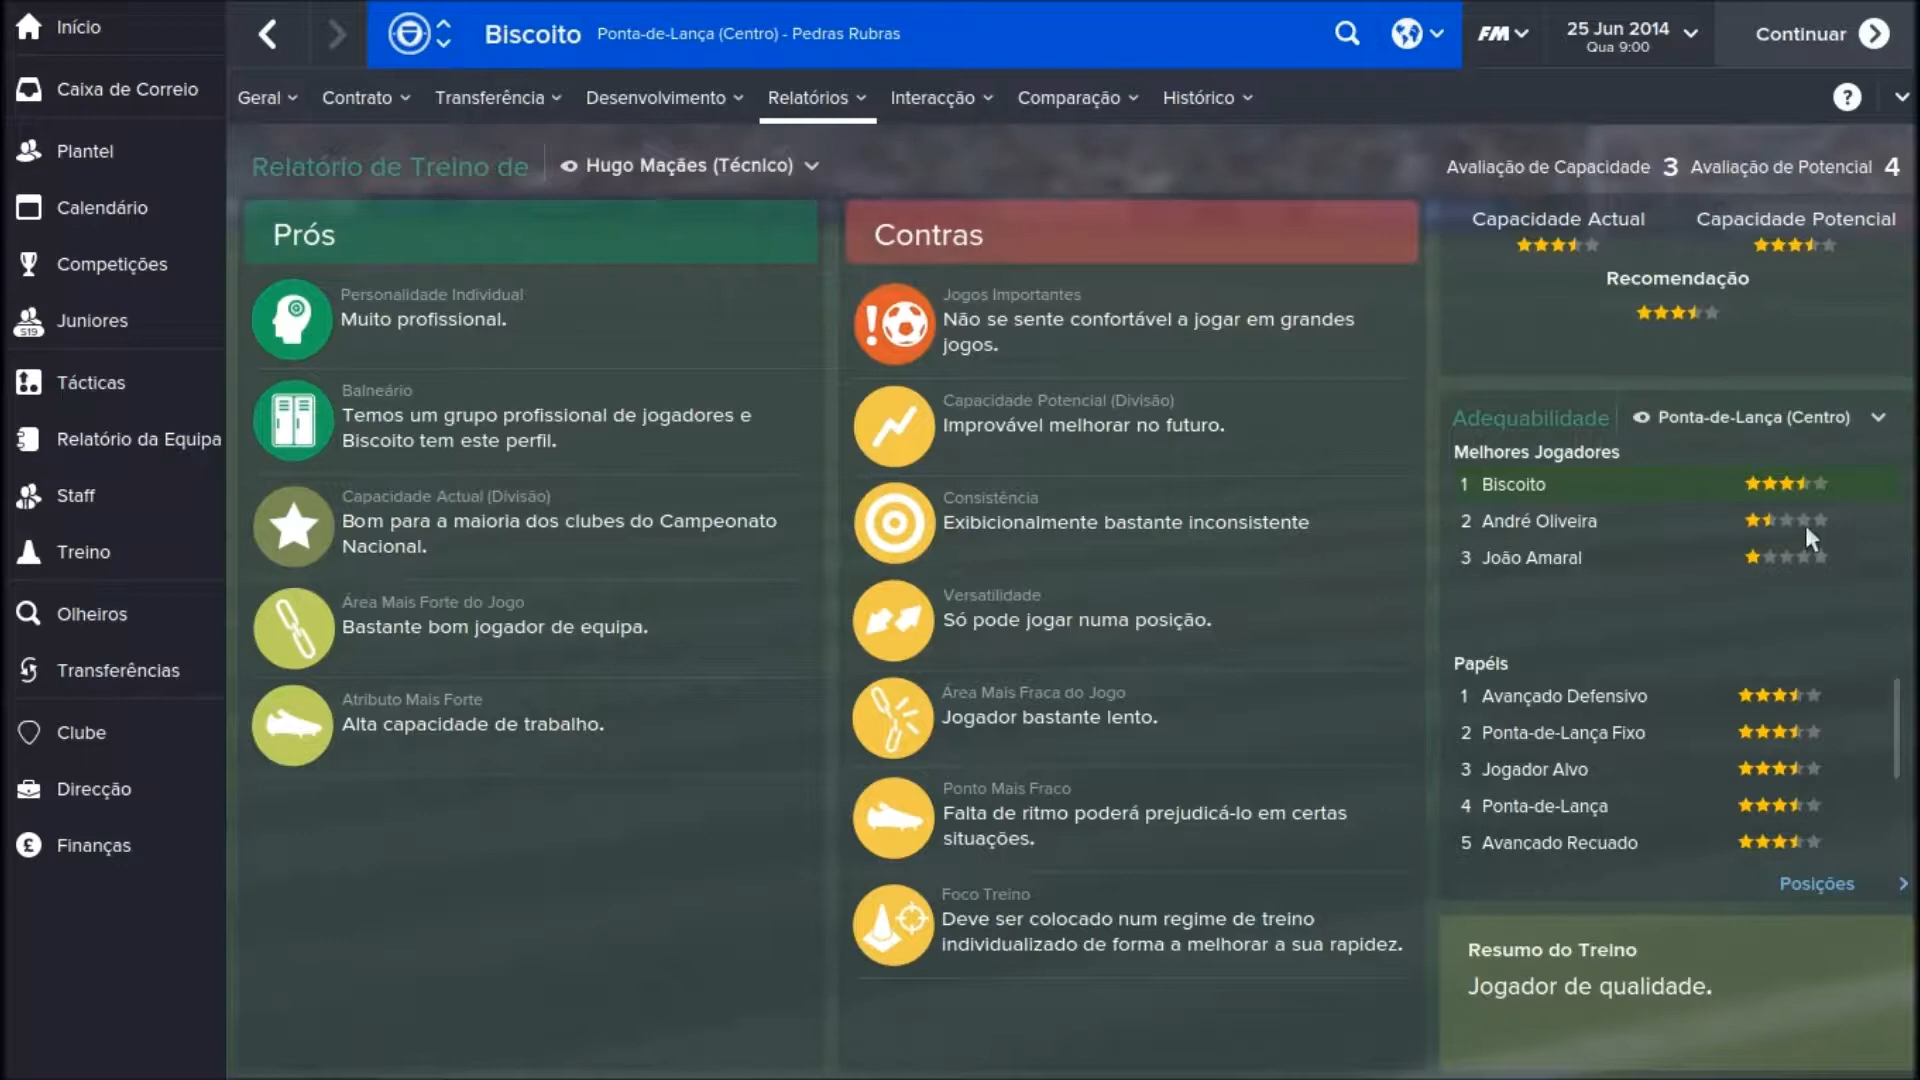 Início
Caixa de Correio
Plantel
Calendário
Competições
Juniores
S19
Tácticas
Relatório da Equipa
Staff
Treino
Olheiros
Transferências
Clube
Direcção
Finanças
Biscoito
Ponta-de-Lança (Centro) - Pedras Rubras
FM
25 Jun 2014
Qua 9:00
Continuar
Geral
Contrato
Transferência
Desenvolvimento
Relatórios
Interacção
Comparação
Histórico
?
Relatório de Treino de
Hugo Maçães (Técnico)
Avaliação de Capacidade 3 Avaliação de Potencial 4
Prós
Personalidade Individual
Muito profissional.
Balneário
Temos um grupo profissional de jogadores e
Biscoito tem este perfil.
Capacidade Actual (Divisão)
Bom para a maioria dos clubes do Campeonato
Nacional.
Área Mais Forte do Jogo
Bastante bom jogador de equipa.
Atributo Mais Forte
Alta capacidade de trabalho.
Contras
Jogos Importantes
Não se sente confortável a jogar em grandes
jogos.
Capacidade Potencial (Divisão)
Improvável melhorar no futuro.
Consistência
Exibicionalmente bastante inconsistente
Versatilidade
Só pode jogar numa posição.
Área Mais Fraca do Jogo
Jogador bastante lento.
Ponto Mais Fraco
Falta de ritmo poderá prejudicá-lo em certas
situações.
Foco Treino
Deve ser colocado num regime de treino
individualizado de forma a melhorar a sua rapidez.
Capacidade Actual
Capacidade Potencial
Recomendação
Adequabilidade
Ponta-de-Lança (Centro)
Melhores Jogadores
1 Biscoito
2 André Oliveira
3 João Amaral
Papéis
1 Avançado Defensivo
2 Ponta-de-Lança Fixo
3 Jogador Alvo
4 Ponta-de-Lança
5 Avançado Recuado
Posições
Resumo do Treino
Jogador de qualidade.